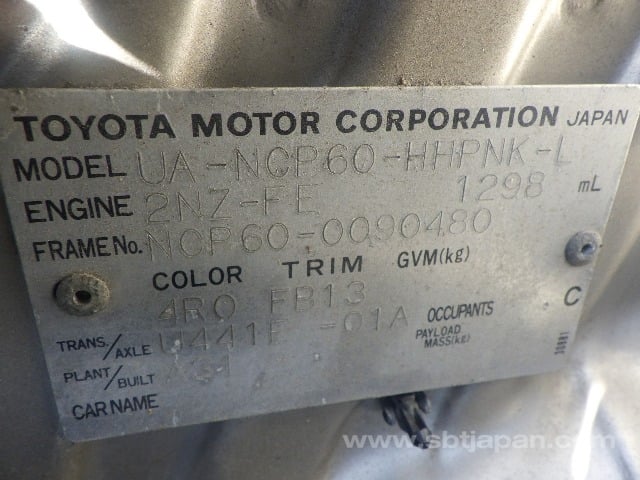 TOYOTA MOTOR CORPORATION JAPAN
MODEL UA-NCP60-HHPNK-L
ENGINE 2NZ-FE 1298 mL
FRAME No. NCP60-0090480
COLOR TRIM GVM(kg)
4R0 FB13 C
TRANS./AXLE U441E -01A OCCUPANTS
PAYLOAD MASS(kg)
PLANT/BUILT
CAR NAME
www.sbtjapan.com